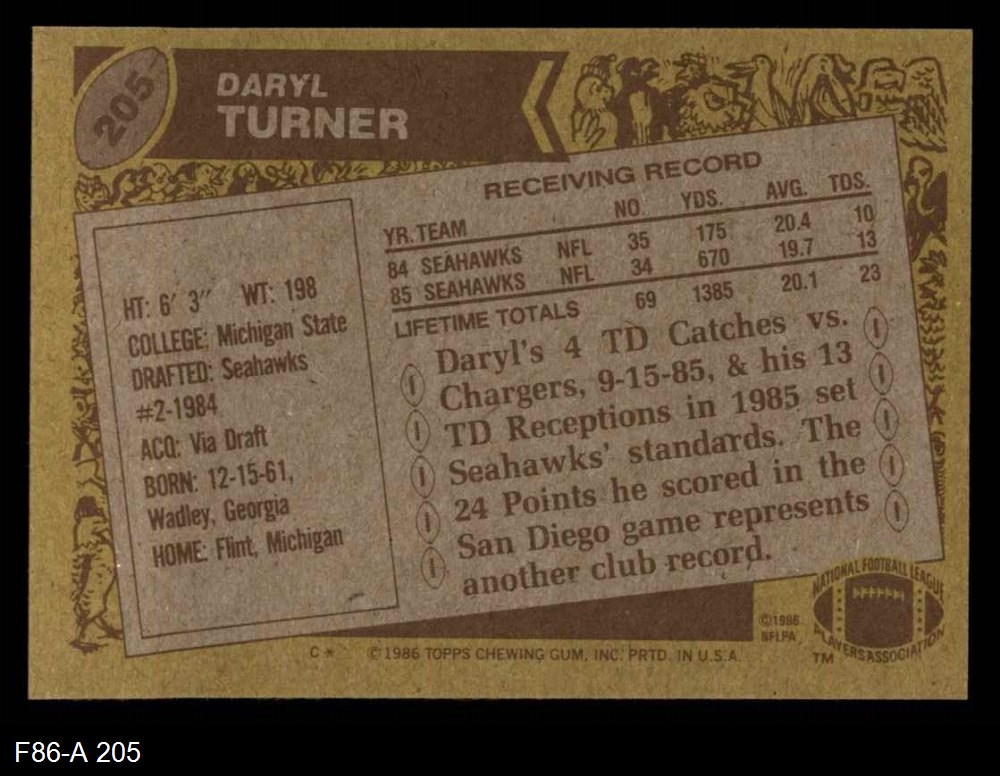 205
DARYL
TURNER
RECEIVING RECORD
YR. TEAM NO. YDS. AVG. TDS.
84 SEAHAWKS NFL 35 175 20.4 10
85 SEAHAWKS NFL 34 670 19.7 13
LIFETIME TOTALS 69 1385 20.1 23
HT: 6' 3" WT: 198
COLLEGE: Michigan State
DRAFTED: Seahawks
#2-1984
ACQ: Via Draft
BORN: 12-15-61,
Wadley, Georgia
HOME: Flint, Michigan
Daryl's 4 TD Catches vs.
Chargers, 9-15-85, & his 13
TD Receptions in 1985 set
Seahawks' standards. The
24 Points he scored in the
San Diego game represents
another club record.
©1986
NFLPA
NATIONAL FOOTBALL LEAGUE
PLAYERS ASSOCIATION
TM
C* ©1986 TOPPS CHEWING GUM, INC. PRTD. IN U.S.A.
F86-A 205